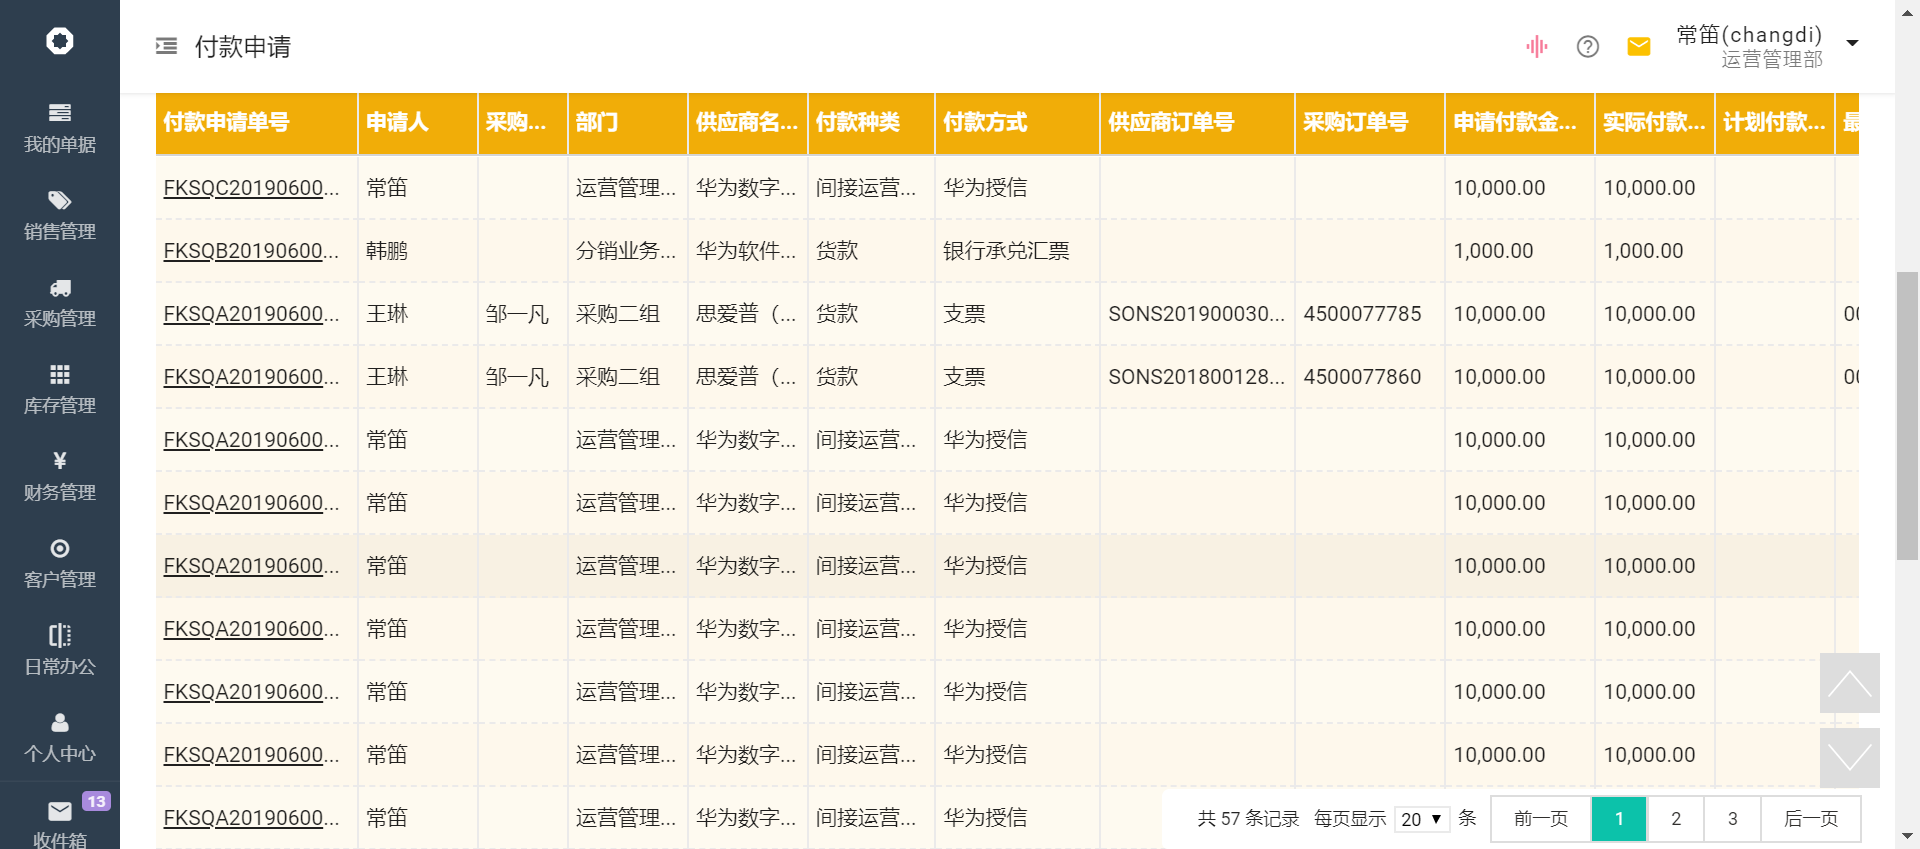 付款申请
常笛(changdi)
运营管理部
我的单据
销售管理
采购管理
库存管理
财务管理
客户管理
日常办公
个人中心
13
收件箱
付款申请单号 申请人 采购... 部门 供应商名... 付款种类 付款方式 供应商订单号 采购订单号 申请付款金... 实际付款... 计划付款... 最
FKSQC20190600... 常笛 运营管理... 华为数字... 间接运营... 华为授信 10,000.00 10,000.00
FKSQB20190600... 韩鹏 分销业务... 华为软件... 货款 银行承兑汇票 1,000.00 1,000.00
FKSQA20190600... 王琳 邹一凡 采购二组 思爱普（... 货款 支票 SONS201900030... 4500077785 10,000.00 10,000.00 00
FKSQA20190600... 王琳 邹一凡 采购二组 思爱普（... 货款 支票 SONS201800128... 4500077860 10,000.00 10,000.00 00
FKSQA20190600... 常笛 运营管理... 华为数字... 间接运营... 华为授信 10,000.00 10,000.00
FKSQA20190600... 常笛 运营管理... 华为数字... 间接运营... 华为授信 10,000.00 10,000.00
FKSQA20190600... 常笛 运营管理... 华为数字... 间接运营... 华为授信 10,000.00 10,000.00
FKSQA20190600... 常笛 运营管理... 华为数字... 间接运营... 华为授信 10,000.00 10,000.00
FKSQA20190600... 常笛 运营管理... 华为数字... 间接运营... 华为授信 10,000.00 10,000.00
FKSQA20190600... 常笛 运营管理... 华为数字... 间接运营... 华为授信 10,000.00 10,000.00
FKSQA20190600... 常笛 运营管理... 华为数字... 间接运营... 华为授信
共 57 条记录 每页显示 20 条 前一页 1 2 3 后一页